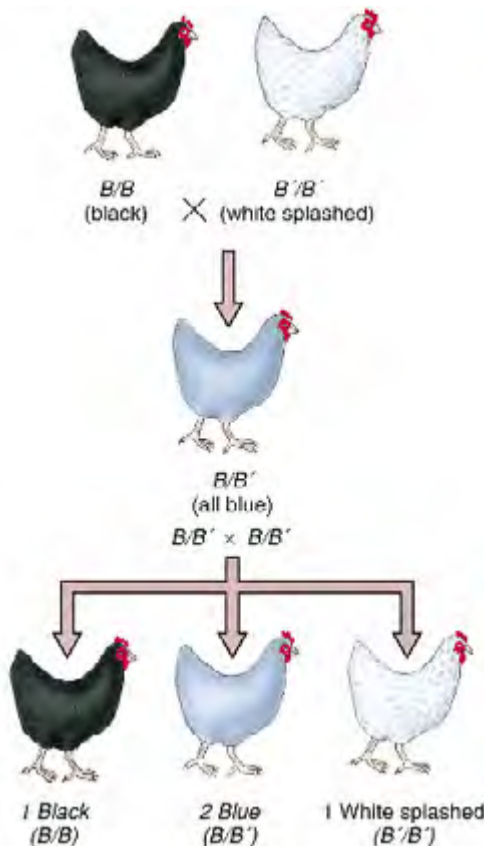 B/B B´/B´
(black) × (white splashed)
B/B´
(all blue)
B/B´ × B/B´
1 Black 2 Blue 1 White splashed
(B/B) (B/B´) (B´/B´)